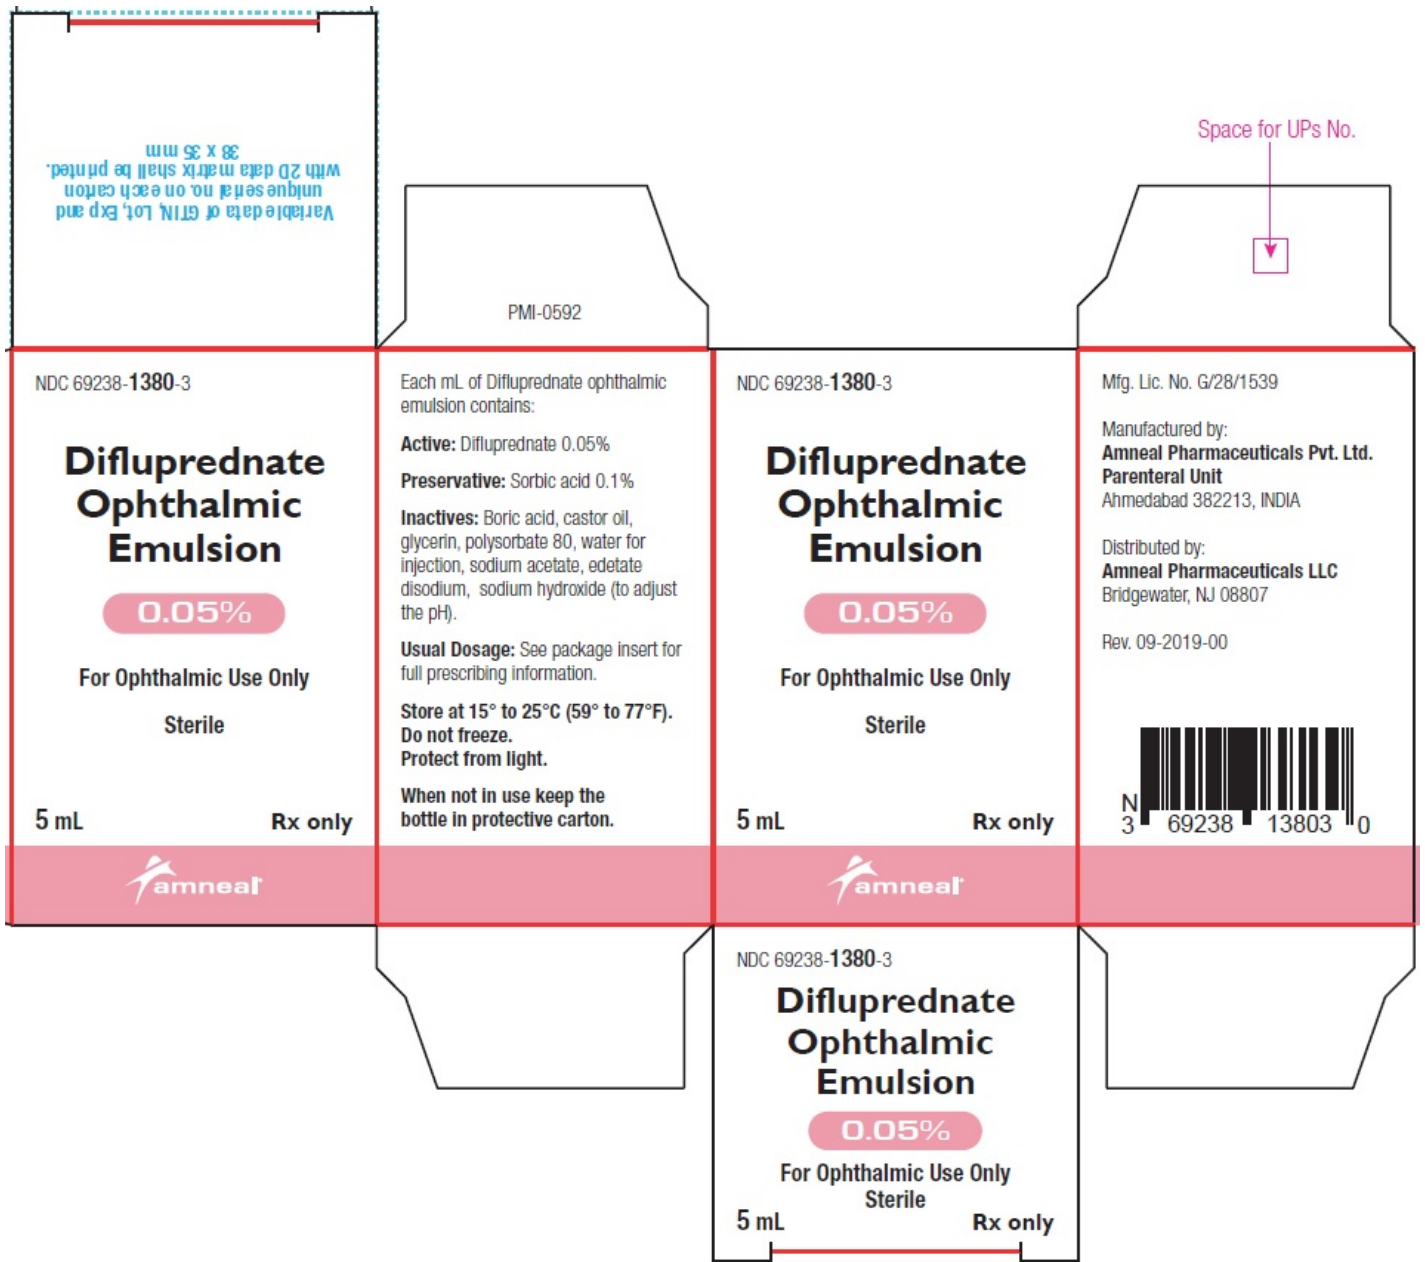 Variable data of GTIN, Lot, Exp and
unique serial no. on each carton
with 2D data matrix shall be printed.
38 x 35 mm
PMI-0592
Space for UPs No.
NDC 69238-1380-3
Difluprednate
Ophthalmic
Emulsion
0.05%
For Ophthalmic Use Only
Sterile
5 mL
Rx only
amneal
Each mL of Difluprednate ophthalmic
emulsion contains:
Active: Difluprednate 0.05%
Preservative: Sorbic acid 0.1%
Inactives: Boric acid, castor oil,
glycerin, polysorbate 80, water for
injection, sodium acetate, edetate
disodium, sodium hydroxide (to adjust
the pH).
Usual Dosage: See package insert for
full prescribing information.
Store at 15° to 25°C (59° to 77°F).
Do not freeze.
Protect from light.
When not in use keep the
bottle in protective carton.
NDC 69238-1380-3
Difluprednate
Ophthalmic
Emulsion
0.05%
For Ophthalmic Use Only
Sterile
5 mL
Rx only
amneal
Mfg. Lic. No. G/28/1539
Manufactured by:
Amneal Pharmaceuticals Pvt. Ltd.
Parenteral Unit
Ahmedabad 382213, INDIA
Distributed by:
Amneal Pharmaceuticals LLC
Bridgewater, NJ 08807
Rev. 09-2019-00
N
3 69238 13803 0
NDC 69238-1380-3
Difluprednate
Ophthalmic
Emulsion
0.05%
For Ophthalmic Use Only
Sterile
5 mL
Rx only